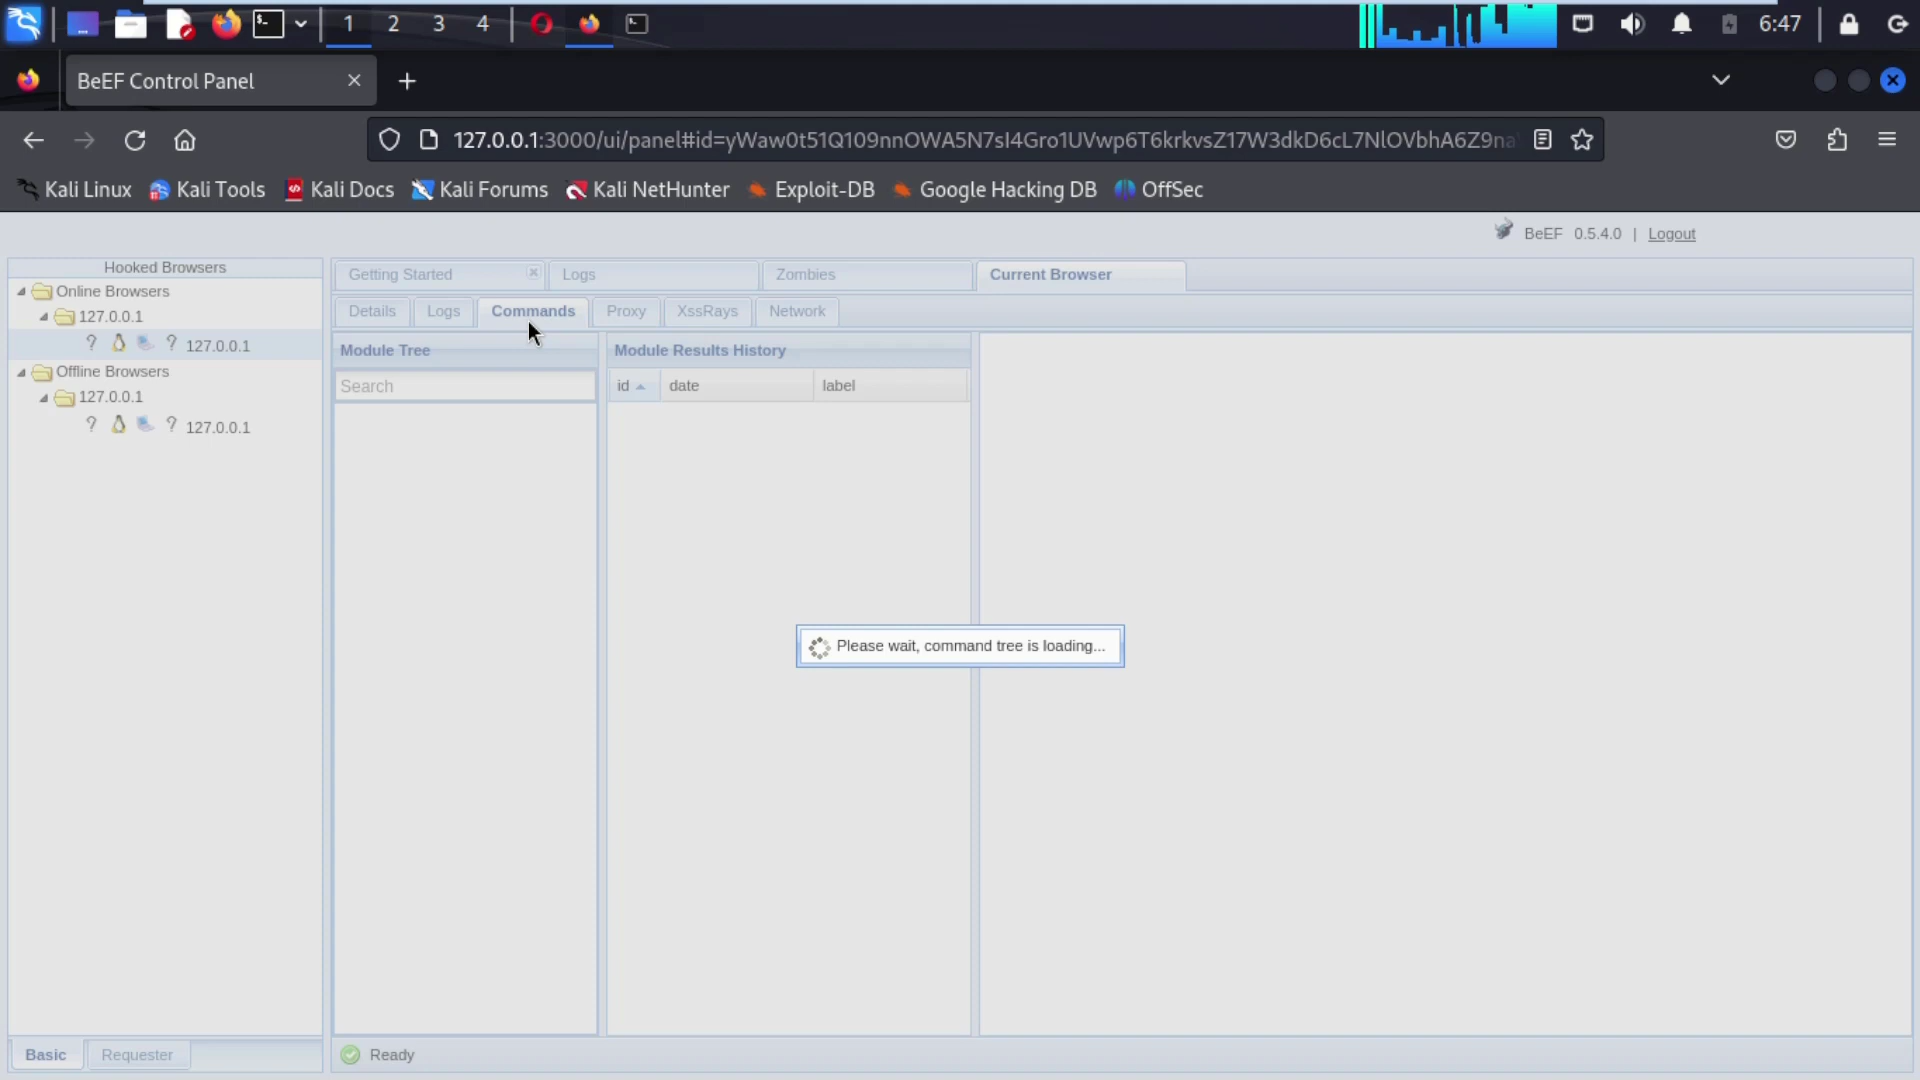 1 2 3 4 6:47
BeEF Control Panel
127.0.0.1:3000/ui/panel#id=yWaw0t51Q109nnOWA5N7sI4Gro1UVwp6T6krkvsZ17W3dkD6cL7NlOVbhA6Z9na
Kali Linux Kali Tools Kali Docs Kali Forums Kali NetHunter Exploit-DB Google Hacking DB OffSec
BeEF 0.5.4.0 | Logout
Hooked Browsers
Online Browsers
127.0.0.1
? ? 127.0.0.1
Offline Browsers
127.0.0.1
? ? 127.0.0.1
Getting Started Logs Zombies Current Browser
Details Logs Commands Proxy XssRays Network
Module Tree Module Results History
Search id date label
Please wait, command tree is loading...
Basic Requester Ready